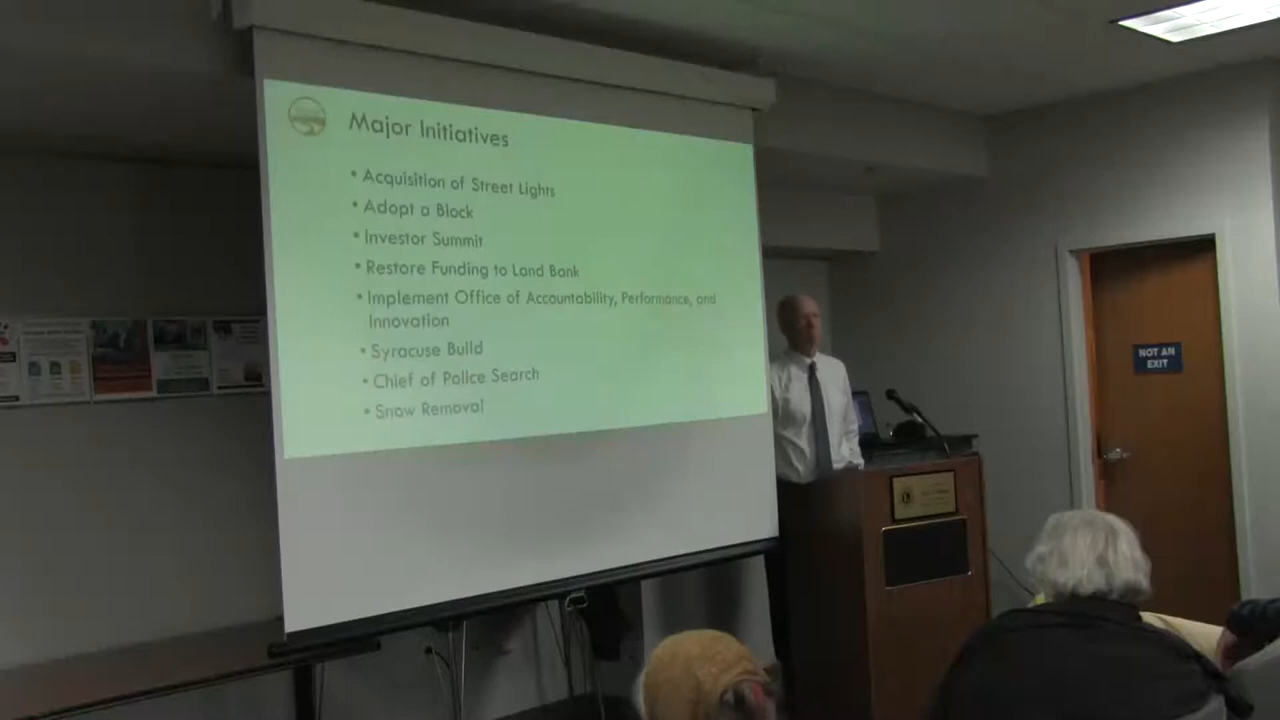 Major Initiatives
• Acquisition of Street Lights
• Adopt a Block
• Investor Summit
• Restore Funding to Land Bank
• Implement Office of Accountability, Performance, and
Innovation
• Syracuse Build
• Chief of Police Search
• Snow Removal
NOT AN
EXIT